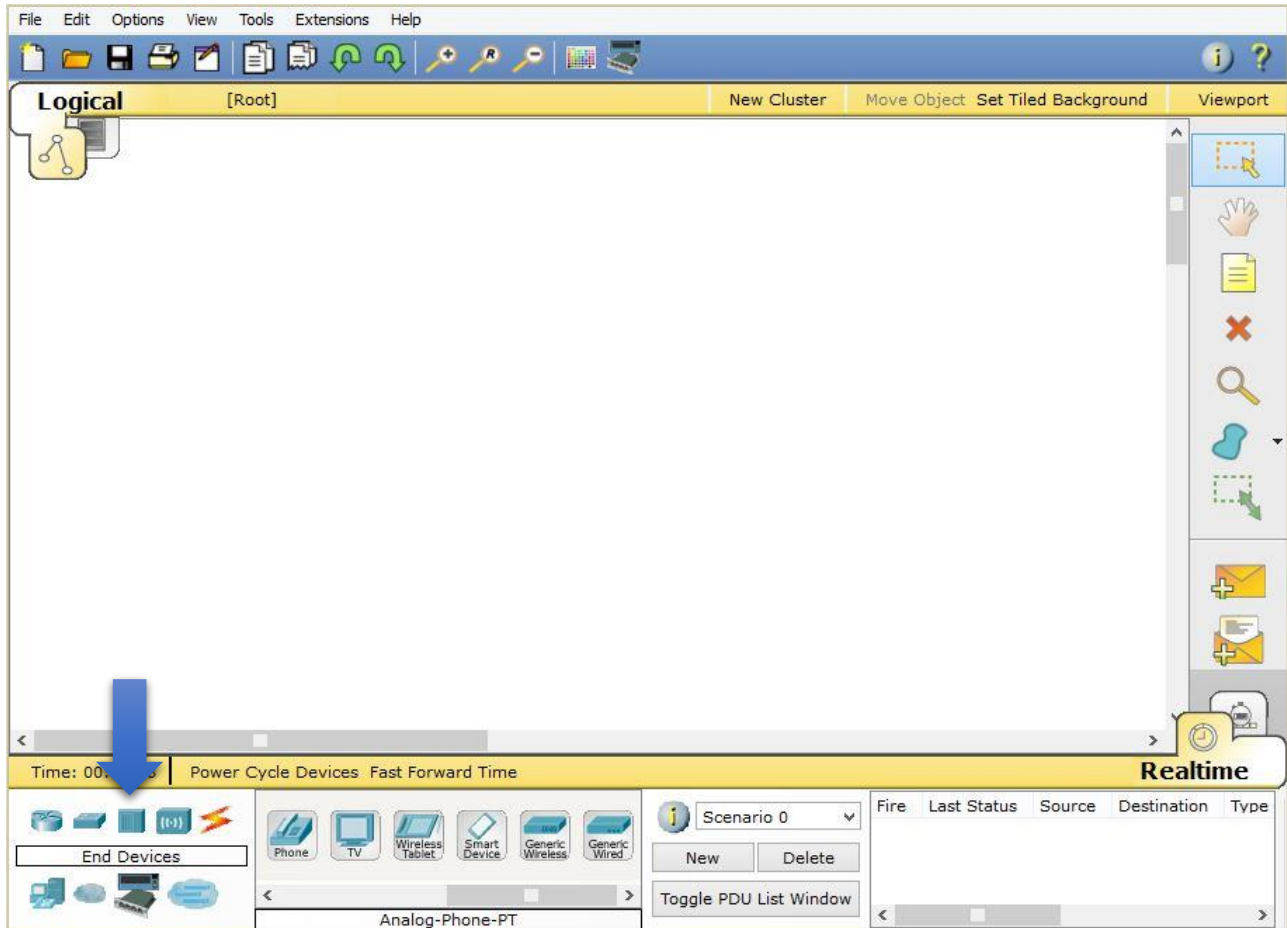 File Edit Options View Tools Extensions Help
Logical [Root] New Cluster Move Object Set Tiled Background Viewport
Time: 00: Power Cycle Devices Fast Forward Time Realtime
End Devices
Phone TV Wireless Tablet Smart Device Generic Wireless Generic Wired
Analog-Phone-PT
Scenario 0
New Delete
Toggle PDU List Window
Fire Last Status Source Destination Type